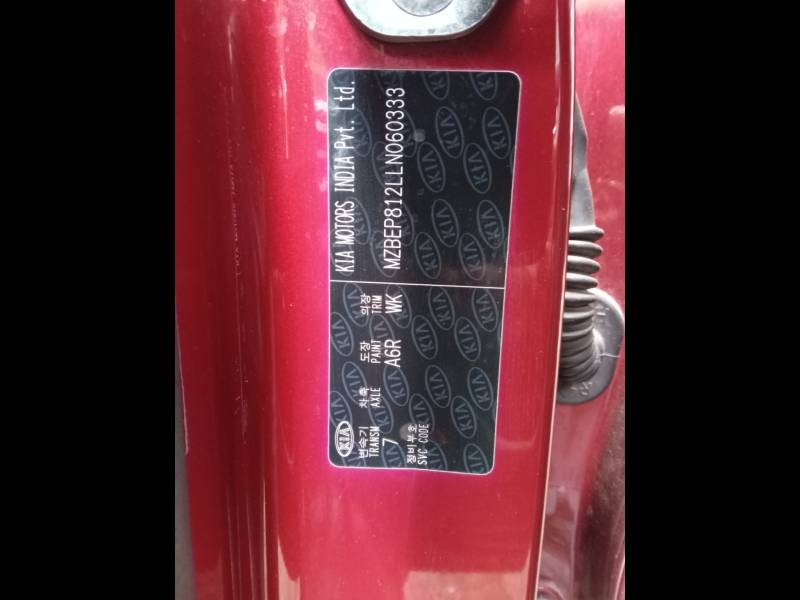 KIA MOTORS INDIA Pvt. Ltd.
MZBEP812LLN060333
KIA
변속기 차축 도장 의장
TRANSM AXLE PAINT TRIM
7 A6R WK
정비부호
SVC CODE